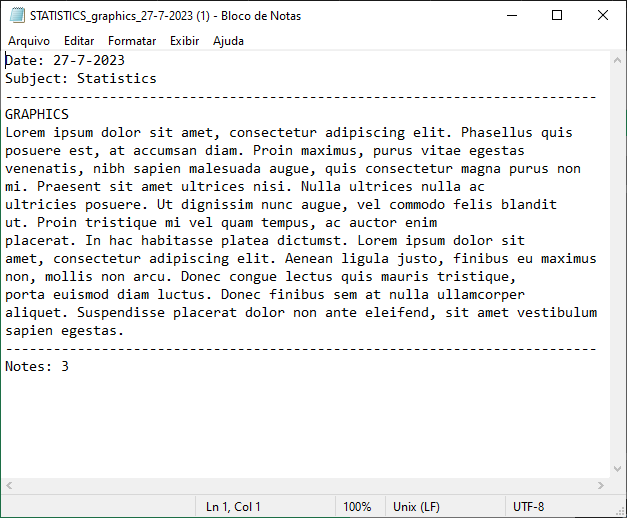 STATISTICS_graphics_27-7-2023 (1) - Bloco de Notas
Arquivo Editar Formatar Exibir Ajuda
Date: 27-7-2023
Subject: Statistics
--------------------------------------------------------------------------
GRAPHICS
Lorem ipsum dolor sit amet, consectetur adipiscing elit. Phasellus quis
posuere est, at accumsan diam. Proin maximus, purus vitae egestas
venenatis, nibh sapien malesuada augue, quis consectetur magna purus non
mi. Praesent sit amet ultrices nisi. Nulla ultrices nulla ac
ultricies posuere. Ut dignissim nunc augue, vel commodo felis blandit
ut. Proin tristique mi vel quam tempus, ac auctor enim
placerat. In hac habitasse platea dictumst. Lorem ipsum dolor sit
amet, consectetur adipiscing elit. Aenean ligula justo, finibus eu maximus
non, mollis non arcu. Donec congue lectus quis mauris tristique,
porta euismod diam luctus. Donec finibus sem at nulla ullamcorper
aliquet. Suspendisse placerat dolor non ante eleifend, sit amet vestibulum
sapien egestas.
--------------------------------------------------------------------------
Notes: 3
Ln 1, Col 1 100% Unix (LF) UTF-8